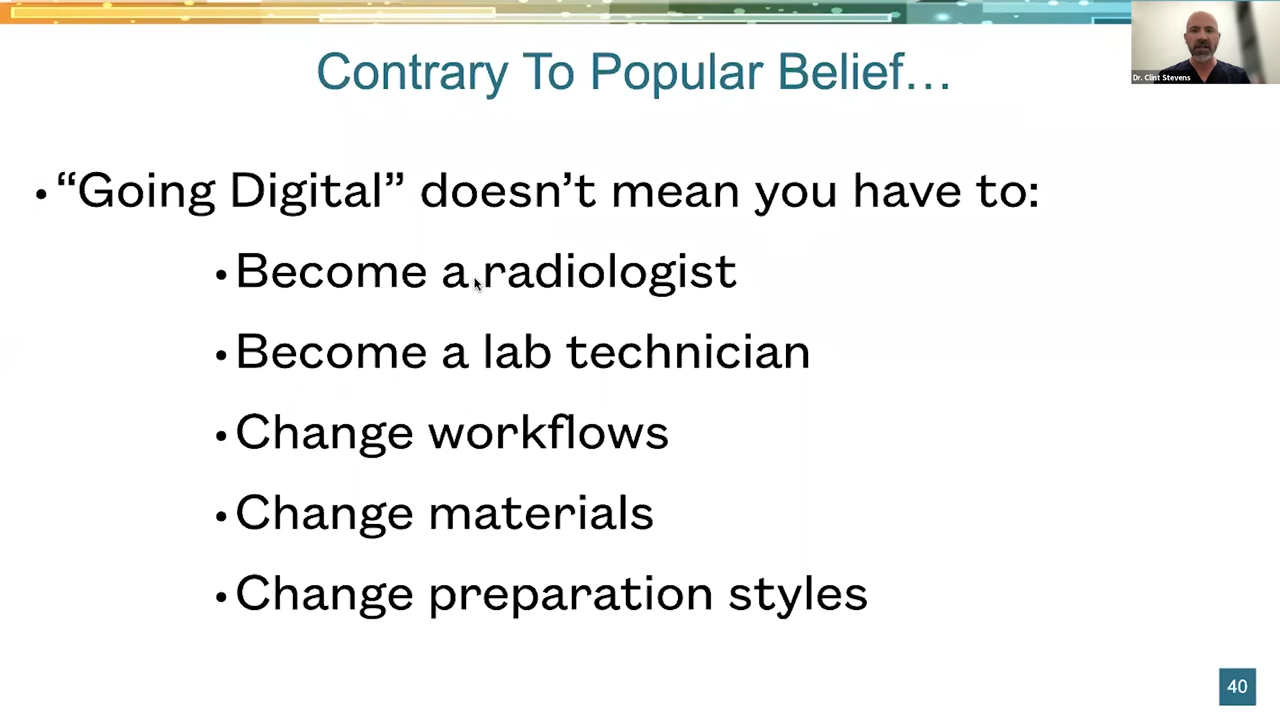 Contrary To Popular Belief…
Dr. Clint Stevens
• “Going Digital” doesn’t mean you have to:
• Become a radiologist
• Become a lab technician
• Change workflows
• Change materials
• Change preparation styles
40